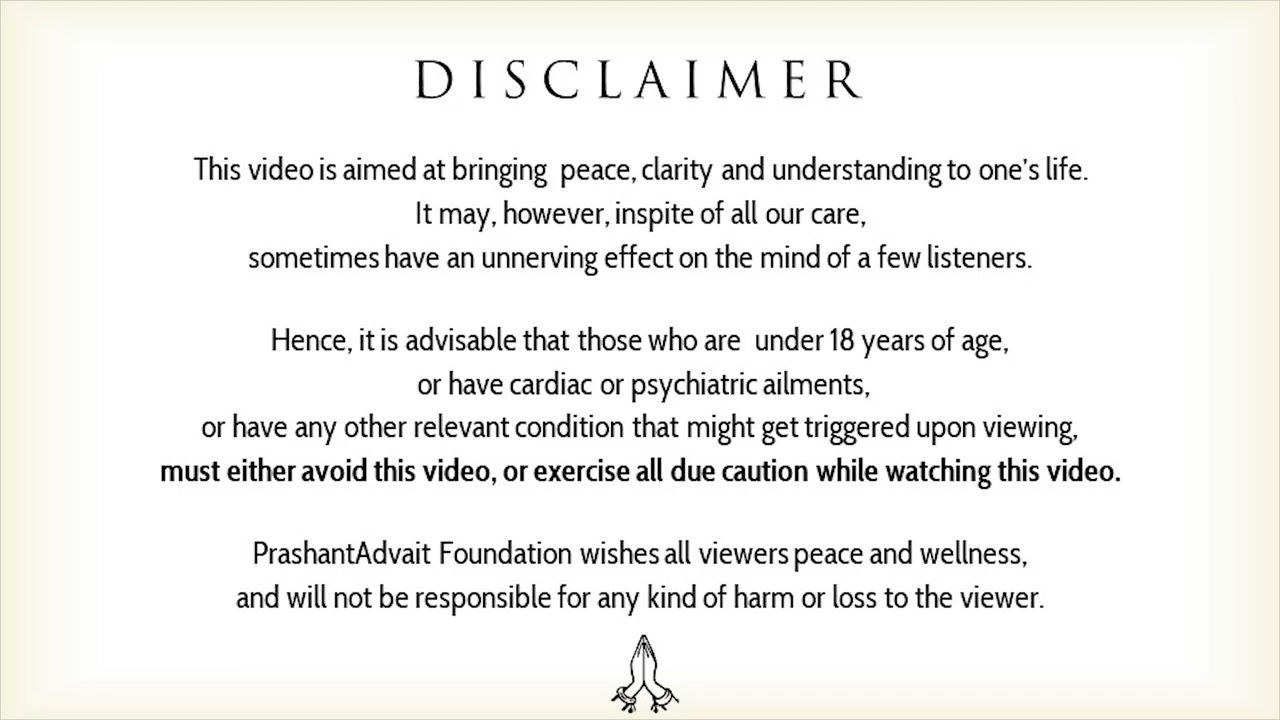 DISCLAIMER
This video is aimed at bringing peace, clarity and understanding to one's life.
It may, however, inspite of all our care,
sometimes have an unnerving effect on the mind of a few listeners.
Hence, it is advisable that those who are under 18 years of age,
or have cardiac or psychiatric ailments,
or have any other relevant condition that might get triggered upon viewing,
must either avoid this video, or exercise all due caution while watching this video.
PrashantAdvait Foundation wishes all viewers peace and wellness,
and will not be responsible for any kind of harm or loss to the viewer.